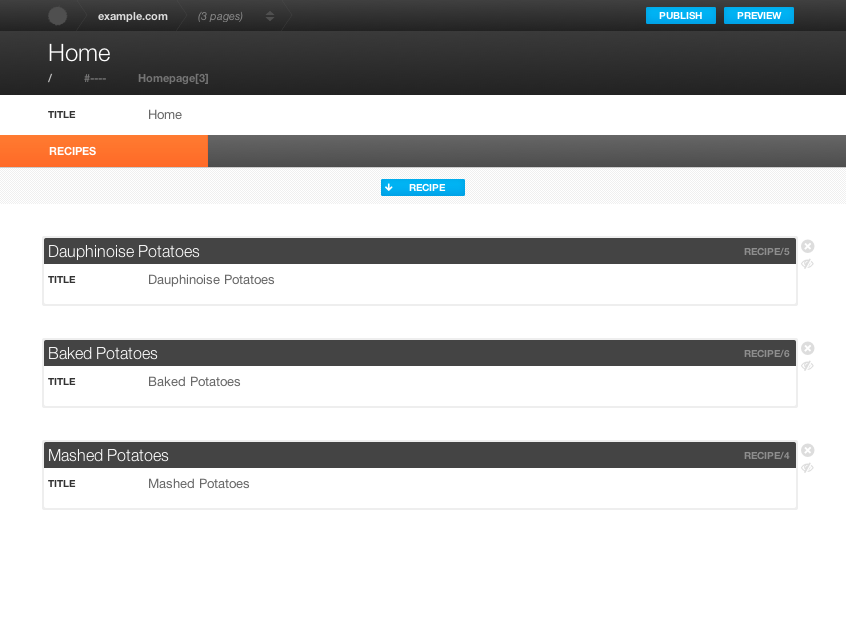 example.com (3 pages) PUBLISH PREVIEW
Home
/ #---- Homepage[3]
TITLE Home
RECIPES
RECIPE
Dauphinoise Potatoes RECIPE/5
TITLE Dauphinoise Potatoes
Baked Potatoes RECIPE/6
TITLE Baked Potatoes
Mashed Potatoes RECIPE/4
TITLE Mashed Potatoes